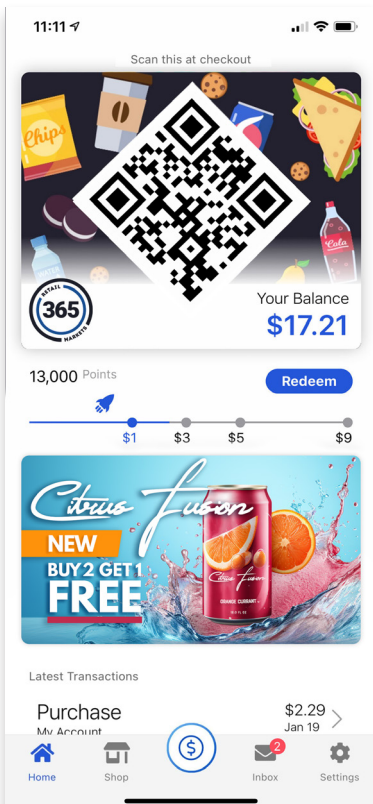 11:11
Scan this at checkout
Chips
Cola
RETAIL
365
MARKETS
Your Balance
$17.21
13,000 Points
Redeem
$1 $3 $5 $9
Citrus Fusion
NEW
BUY 2 GET 1
FREE
Citrus Fusion
ORANGE CURRANT
Latest Transactions
Purchase
$2.29
My Account
Jan 19
$
2
Home Shop Inbox Settings